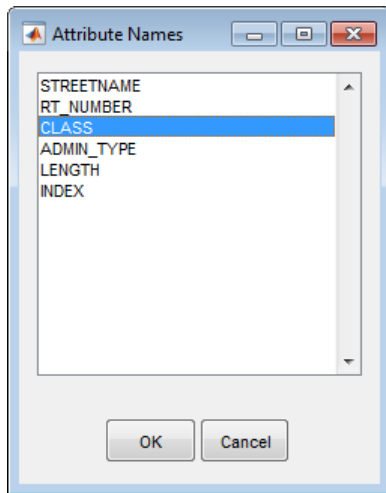 Attribute Names
STREETNAME
RT_NUMBER
CLASS
ADMIN_TYPE
LENGTH
INDEX
OK Cancel